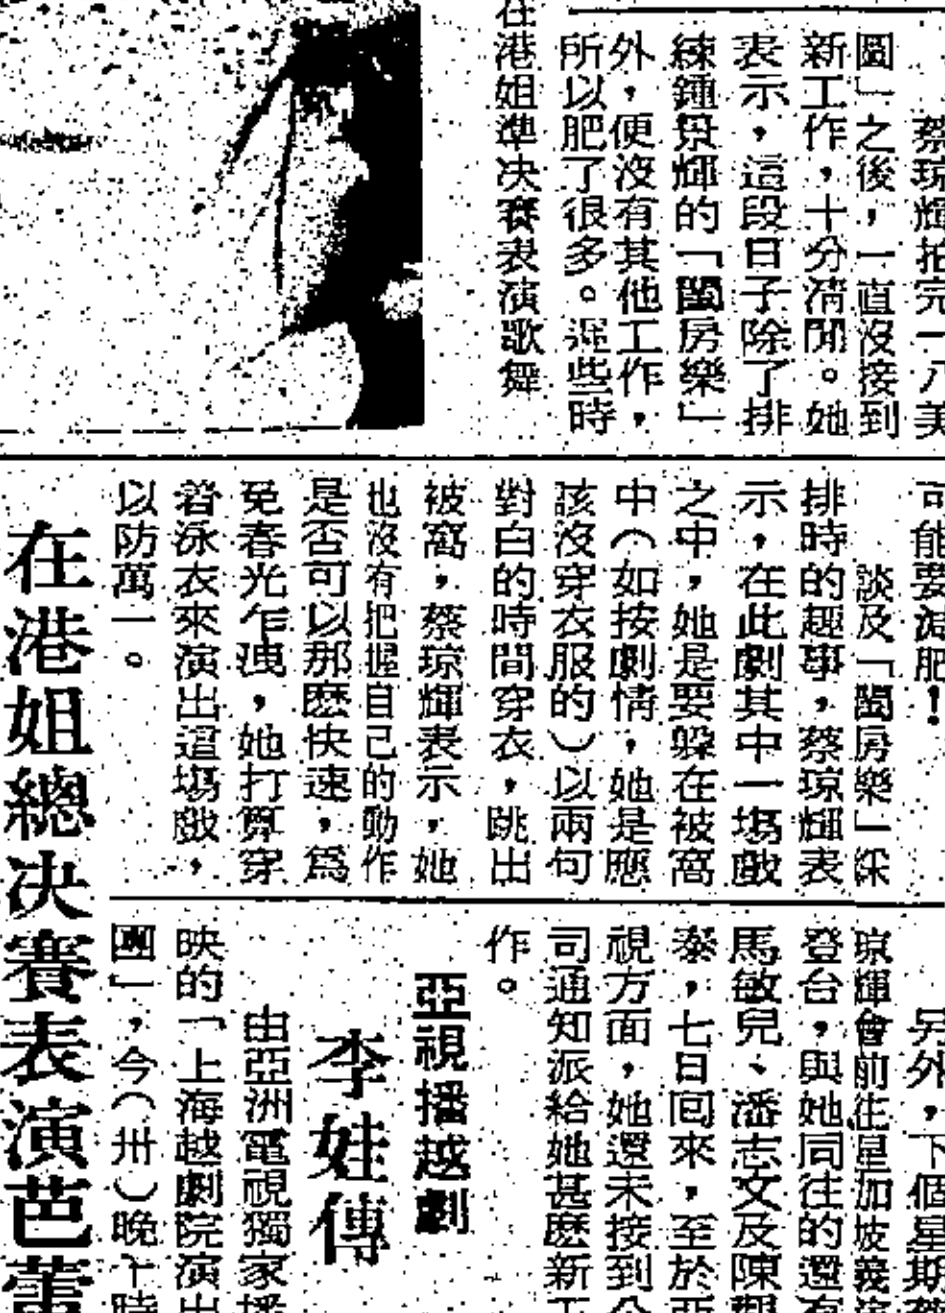 蔡琼輝拍完「八美
圖」之後，一直沒接到
新工作，十分清閒。她
表示，這段日子除了排
練鍾景輝的「閨房樂」
外，便沒有其他工作，
所以肥了很多。遲些時
在港姐準决賽表演歌舞
可能要減肥！
談及「閨房樂」綵
排時的趣事，蔡琼輝表
示，在此劇其中一塲戲
之中，她是要躱在被窩
中（如按劇情，她是應
該沒穿衣服的）以兩句
對白的時間穿衣，跳出
被窩，蔡琼輝表示，她
也沒有把握自己的動作
是否可以那麽快速，爲
免春光乍洩，她打算穿
着泳衣來演出這塲戲，
以防萬一。
在港姐總决賽表演芭蕾
另外，下個星期
琼輝會前往星加坡義
登台，與她同往的還有
馬敏兒、潘志文及陳
泰，七日回來，至於亞
視方面，她還未接到公
司通知派給她甚麽新工
作。
亞視播越劇
李娃傳
由亞洲電視獨家播
映的「上海越劇院演出
團」，今（卅）晚十時